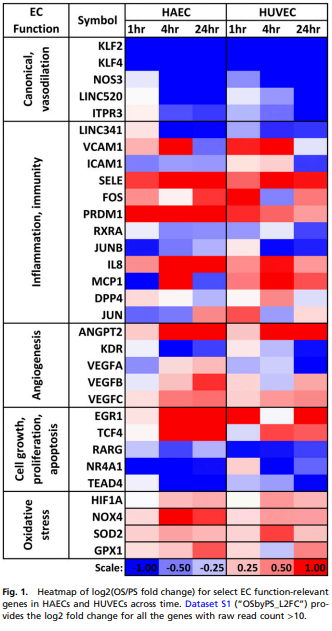 EC Function Symbol HAEC HUVEC
1hr 4hr 24hr 1hr 4hr 24hr
Canonical, vasodilation
KLF2
KLF4
NOS3
LINC520
ITPR3
Inflammation, immunity
LINC341
VCAM1
ICAM1
SELE
FOS
PRDM1
RXRA
JUNB
IL8
MCP1
DPP4
JUN
Angiogenesis
ANGPT2
KDR
VEGFA
VEGFB
VEGFC
Cell growth, proliferation, apoptosis
EGR1
TCF4
RARG
NR4A1
TEAD4
Oxidative stress
HIF1A
NOX4
SOD2
GPX1
Scale: -1.00 -0.50 -0.25 0.25 0.50 1.00
Fig. 1. Heatmap of log2(OS/PS fold change) for select EC function-relevant
genes in HAECs and HUVECs across time. Dataset S1 ("OSbyPS_L2FC") pro-
vides the log2 fold change for all the genes with raw read count >10.